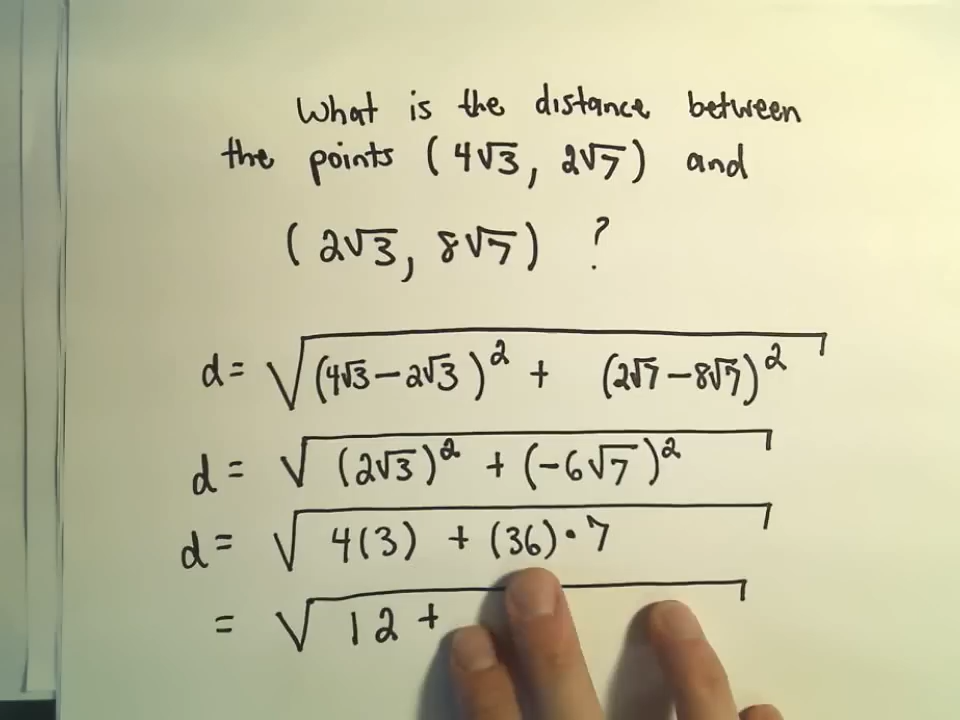 What is the distance between
the points (4√3, 2√7) and
(2√3, 8√7) ?
d = √((4√3 − 2√3)² + (2√7 − 8√7)²)
d = √((2√3)² + (−6√7)²)
d = √(4(3) + (36)·7)
= √(12 +